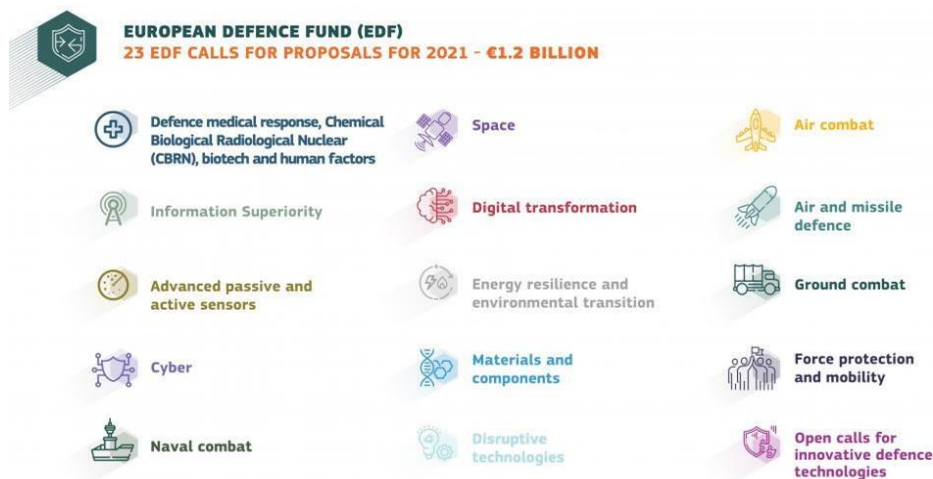 EUROPEAN DEFENCE FUND (EDF)
23 EDF CALLS FOR PROPOSALS FOR 2021 - €1.2 BILLION
Defence medical response, Chemical
Biological Radiological Nuclear
(CBRN), biotech and human factors
Information Superiority
Advanced passive and
active sensors
Cyber
Naval combat
Space
Digital transformation
Energy resilience and
environmental transition
Materials and
components
Disruptive
technologies
Air combat
Air and missile
defence
Ground combat
Force protection
and mobility
Open calls for
innovative defence
technologies